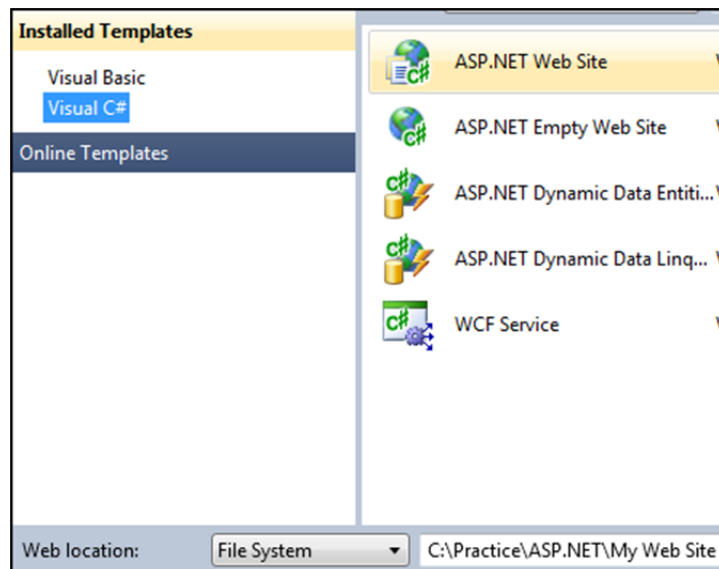 Installed Templates
Visual Basic
Visual C#
Online Templates
ASP.NET Web Site
ASP.NET Empty Web Site
ASP.NET Dynamic Data Entiti...
ASP.NET Dynamic Data Linq...
WCF Service
Web location:
File System
C:\Practice\ASP.NET\My Web Site